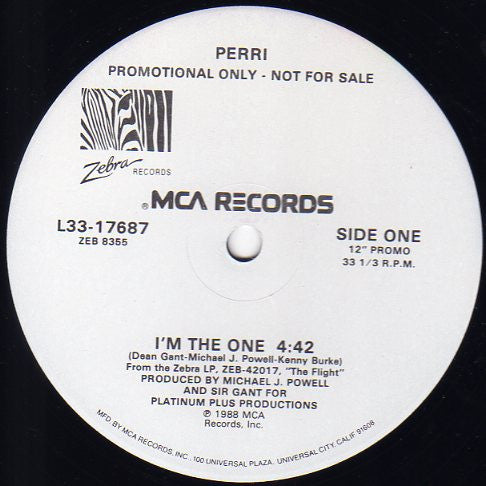 PERRI
PROMOTIONAL ONLY - NOT FOR SALE
Zebra RECORDS
® MCA RECORDS
L33-17687
ZEB 8355
SIDE ONE
12" PROMO
33 1/3 R.P.M.
I'M THE ONE 4:42
(Dean Gant-Michael J. Powell-Kenny Burke)
From the Zebra LP, ZEB-42017, "The Flight"
PRODUCED BY MICHAEL J. POWELL
AND SIR GANT FOR
PLATINUM PLUS PRODUCTIONS
℗ 1988 MCA
Records, Inc.
MFD BY MCA RECORDS, INC., 100 UNIVERSAL PLAZA, UNIVERSAL CITY, CALIF 91608